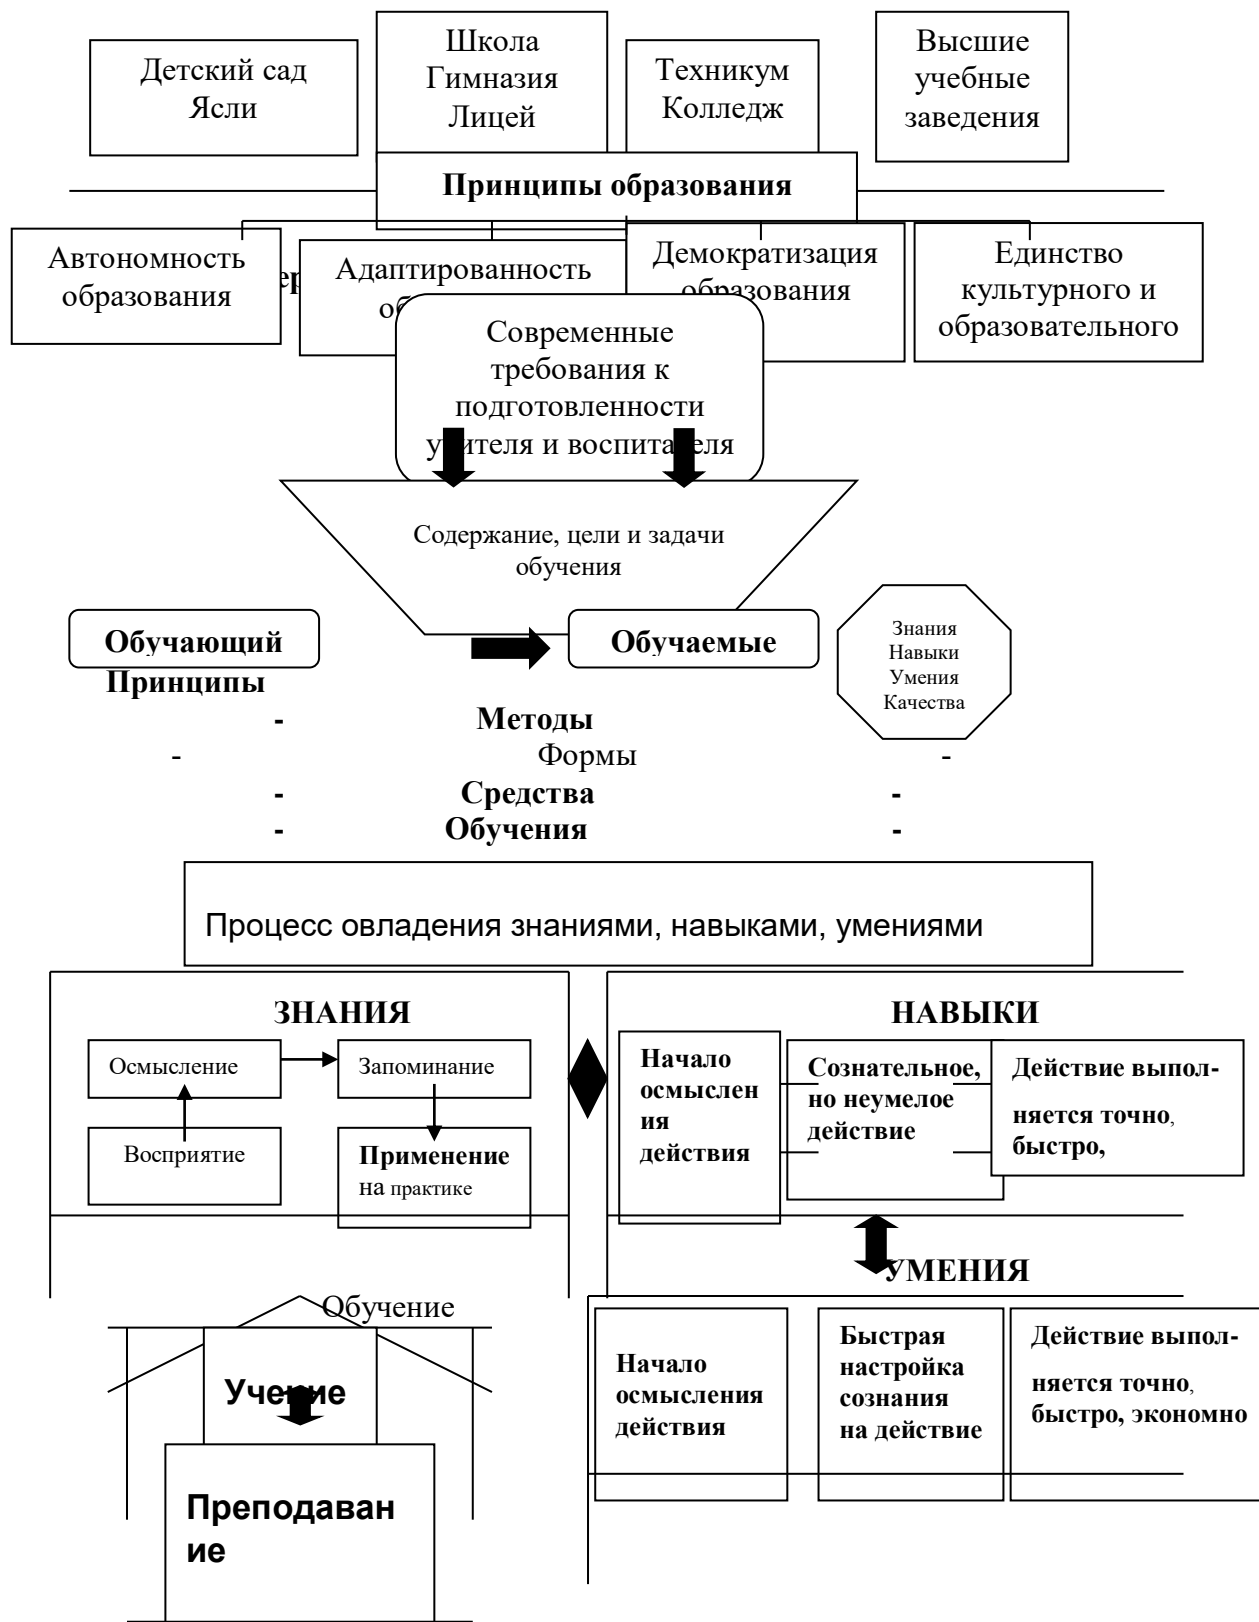 Детский сад
Ясли
Школа
Гимназия
Лицей
Техникум
Колледж
Высшие
учебные
заведения
Принципы образования
Автономность
образования
Адаптированность
Демократизация
образования
Единство
культурного и
образовательного
Современные
требования к
подготовленности
учителя и воспитателя
Содержание, цели и задачи
обучения
Обучающий
Обучаемые
Знания
Навыки
Умения
Качества
Принципы
- Методы
- Формы -
- Средства -
- Обучения -
Процесс овладения знаниями, навыками, умениями
ЗНАНИЯ
Осмысление
Запоминание
Восприятие
Применение
на практике
НАВЫКИ
Начало
осмыслен
ия
действия
Сознательное,
но неумелое
действие
Действие выпол-
няется точно,
быстро,
УМЕНИЯ
Начало
осмысления
действия
Быстрая
настройка
сознания
на действие
Действие выпол-
няется точно,
быстро, экономно
Обучение
Учение
Преподаван
ие